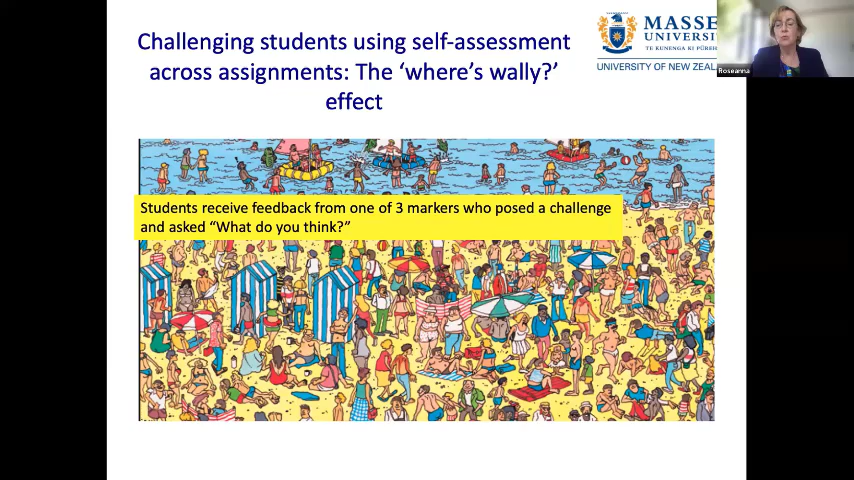 Challenging students using self-assessment
across assignments: The ‘where’s wally?’
effect
MASSE
UNIVERSI
TE KUNENGA KI PŪREH
UNIVERSITY OF NEW ZEAL
Roseanna
Students receive feedback from one of 3 markers who posed a challenge
and asked “What do you think?”